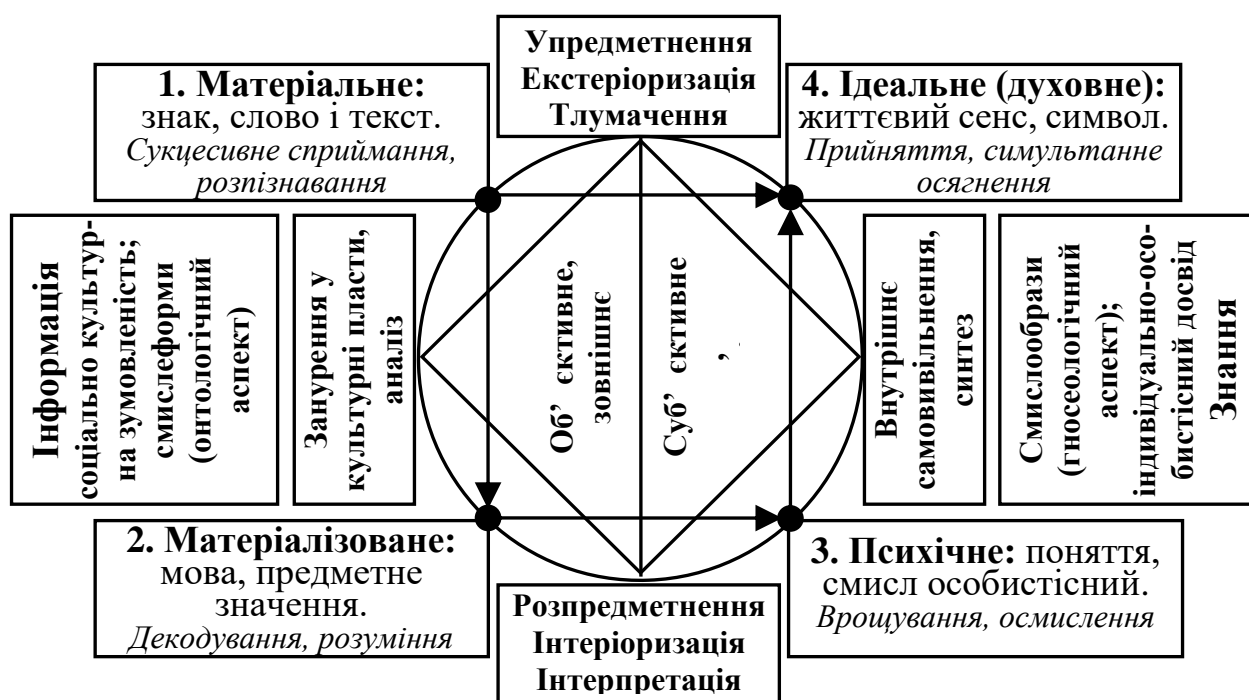 Упредметнення
Екстеріоризація
Тлумачення
1. Матеріальне:
знак, слово і текст.
Сукцесивне сприймання,
розпізнавання
4. Ідеальне (духовне):
життєвий сенс, символ.
Прийняття, симультанне
осягнення
Інформація
соціально культур-
на зумовленість;
смислеформи
(онтологічний
аспект)
Занурення у
культурні пласти,
аналіз
Об’єктивне,
зовнішнє
Суб’єктивне
,
Внутрішнє
самовивільнення,
синтез
Смислообрази
(гносеологічний
аспект);
індивідуально-осо-
бистісний досвід
Знання
2. Матеріалізоване:
мова, предметне
значення.
Декодування, розуміння
Розпредметнення
Інтеріоризація
Інтерпретація
3. Психічне: поняття,
смисл особистісний.
Врощування, осмислення